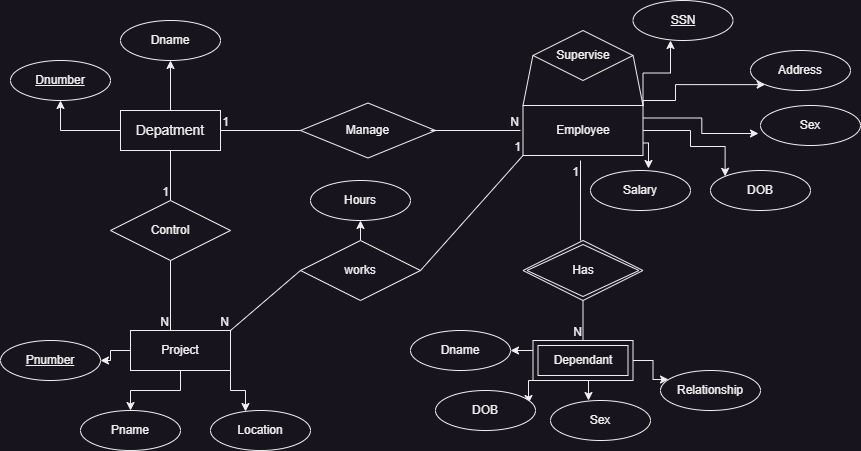 SSN
Dname
Supervise
Dnumber
Address
Depatment
1
Manage
N
Employee
Sex
1
1
Salary
DOB
1
Hours
Control
works
Has
N
N
N
Pnumber
Project
Dname
Dependant
Relationship
DOB
Sex
Pname
Location